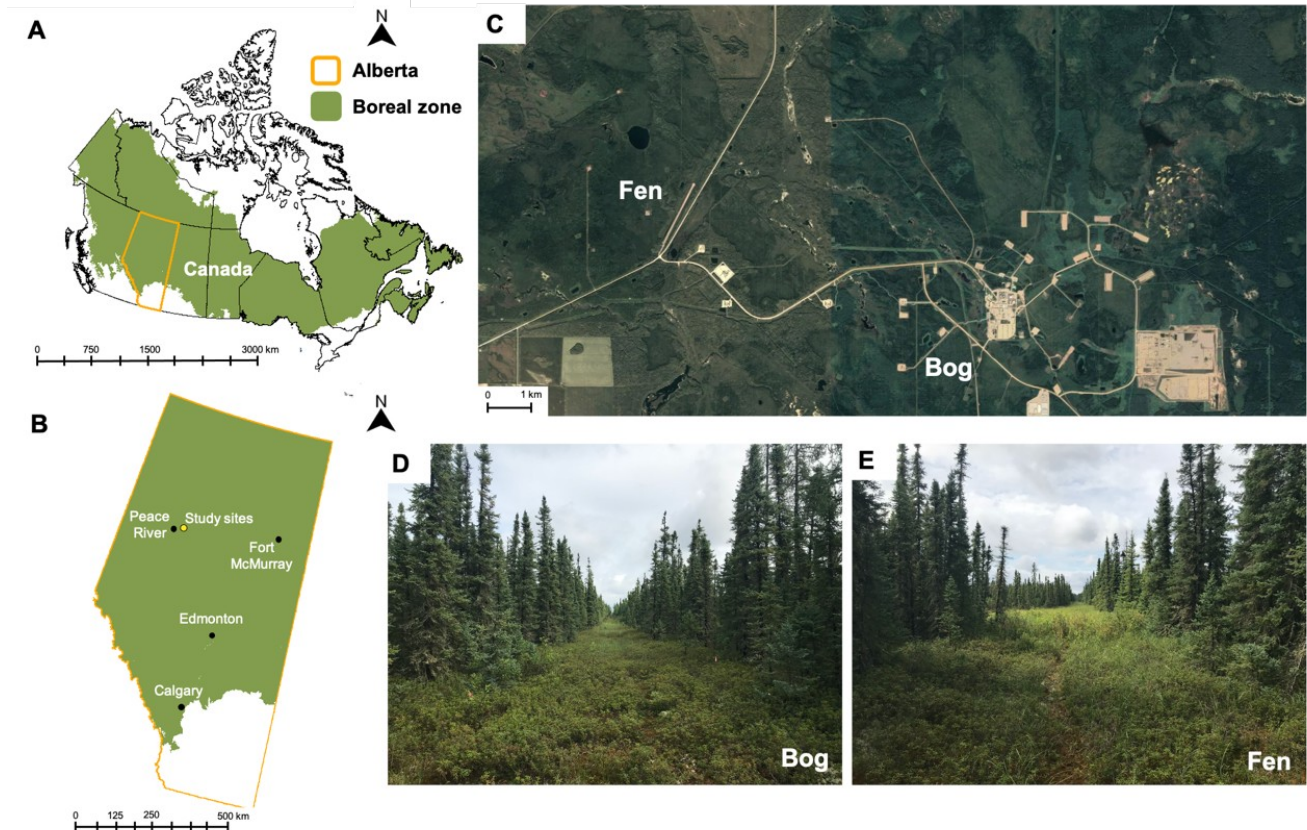 A
N
Alberta
Boreal zone
Canada
0 750 1500 3000 km
B
N
Peace
River
Study sites
Fort
McMurray
Edmonton
Calgary
0 125 250 500 km
C
Fen
Bog
0 1 km
D
Bog
E
Fen